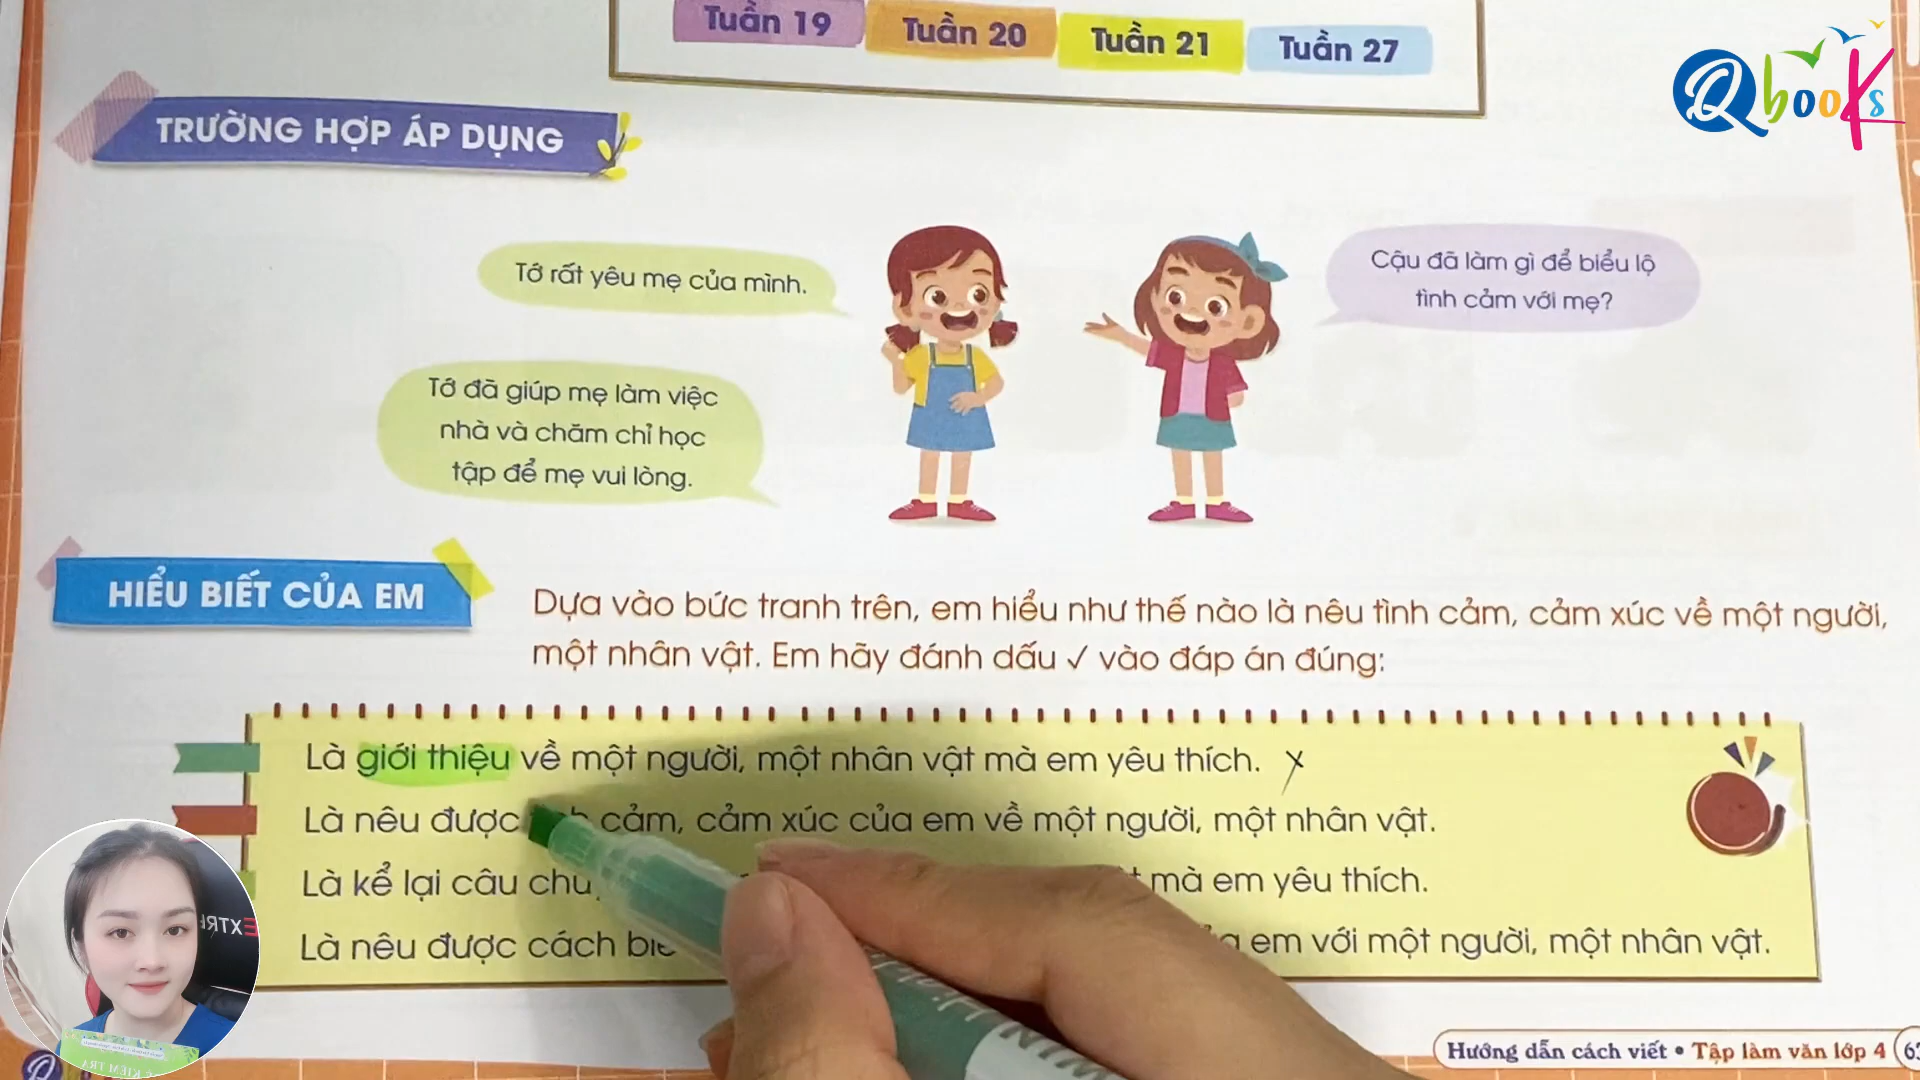 Tuần 19
Tuần 20
Tuần 21
Tuần 27
Qbooks
TRƯỜNG HỢP ÁP DỤNG
Tớ rất yêu mẹ của mình.
Cậu đã làm gì để biểu lộ
tình cảm với mẹ?
Tớ đã giúp mẹ làm việc
nhà và chăm chỉ học
tập để mẹ vui lòng.
HIỂU BIẾT CỦA EM
Dựa vào bức tranh trên, em hiểu như thế nào là nêu tình cảm, cảm xúc về một người,
một nhân vật. Em hãy đánh dấu ✓ vào đáp án đúng:
Là giới thiệu về một người, một nhân vật mà em yêu thích. x
Là nêu được cảm, cảm xúc của em về một người, một nhân vật.
Là kể lại câu mà em yêu thích.
Là nêu được cách em với một người, một nhân vật.
Hướng dẫn cách viết • Tập làm văn lớp 4